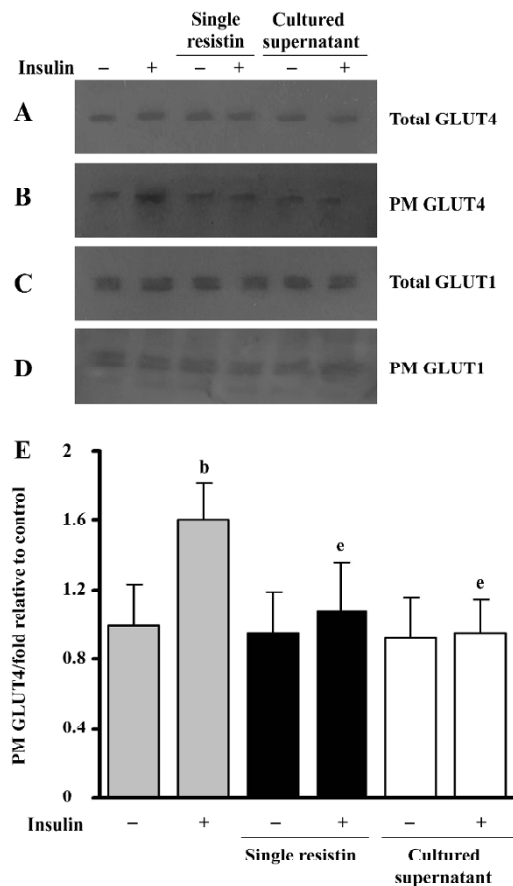 Single resistin
Cultured supernatant
Insulin − + − + − +
A
Total GLUT4
B
PM GLUT4
C
Total GLUT1
D
PM GLUT1
E
PM GLUT4/fold relative to control
2
1.6
1.2
0.8
0.4
0
b
e
e
Insulin − + − + − +
Single resistin
Cultured supernatant